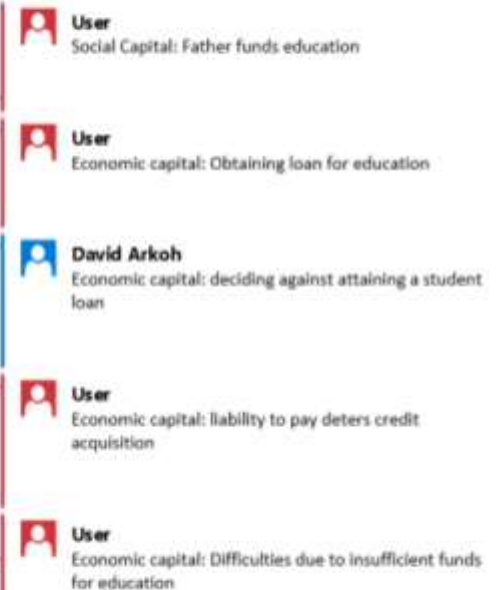 User
Social Capital: Father funds education
User
Economic capital: Obtaining loan for education
David Arkoh
Economic capital: deciding against attaining a student
loan
User
Economic capital: liability to pay deters credit
acquisition
User
Economic capital: Difficulties due to insufficient funds
for education